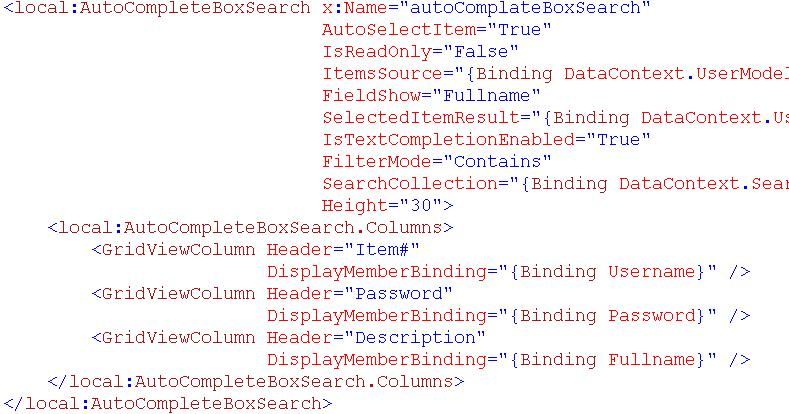 <local:AutoCompleteBoxSearch x:Name="autoComplateBoxSearch"
AutoSelectItem="True"
IsReadOnly="False"
ItemsSource="{Binding DataContext.UserModel
FieldShow="Fullname"
SelectedItemResult="{Binding DataContext.Us
IsTextCompletionEnabled="True"
FilterMode="Contains"
SearchCollection="{Binding DataContext.Sear
Height="30">
<local:AutoCompleteBoxSearch.Columns>
<GridViewColumn Header="Item#"
DisplayMemberBinding="{Binding Username}" />
<GridViewColumn Header="Password"
DisplayMemberBinding="{Binding Password}" />
<GridViewColumn Header="Description"
DisplayMemberBinding="{Binding Fullname}" />
</local:AutoCompleteBoxSearch.Columns>
</local:AutoCompleteBoxSearch>